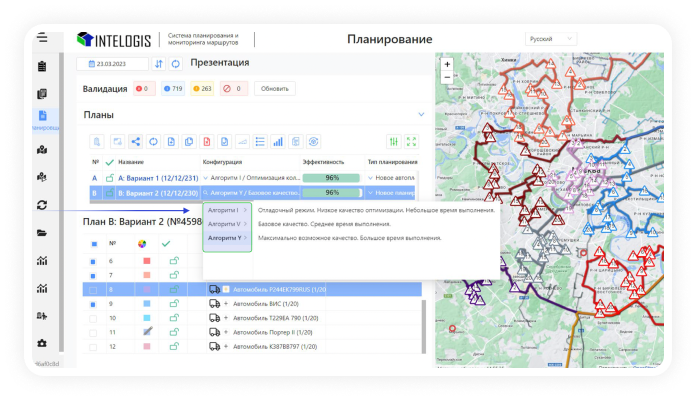 INTELOGIS
Система планирования и
мониторинга маршрутов
Планирование
Русский
23.03.2023
Презентация
Валидация 0 719 263 0 Обновить
Планы
№ Название Конфигурация Эффективность Тип планирования
A A: Вариант 1 (12/12/231) Алгоритм I / Оптимизация кол... 96% Новое автопл
B B: Вариант 2 (12/12/230) Алгоритм Y / Базовое качество... 96% Новое планир
План B: Вариант 2 (№4598
Алгоритм I Отладочный режим. Низкое качество оптимизации. Небольшое время выполнения.
Алгоритм V Базовое качество. Среднее время выполнения.
Алгоритм Y Максимально возможное качество. Большое время выполнения.
№
6
7
8 + Автомобиль P244EK799RUS (1/20)
9 + Автомобиль ВИС (1/20)
10 + Автомобиль T229EA 790 (1/20)
11 + Автомобиль Портер II (1/20)
12 + Автомобиль K387BB797 (1/20)
+
−
Химки